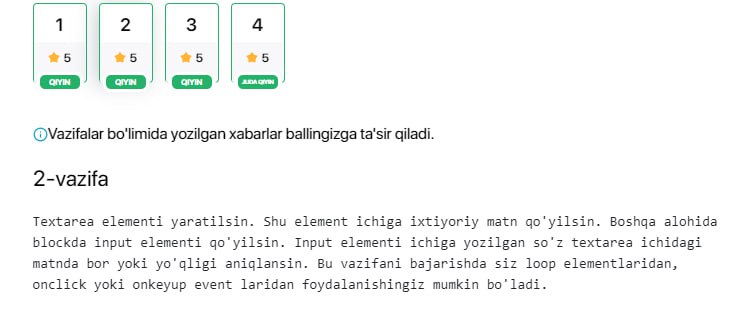 1 2 3 4
5 5 5 5
QIYIN QIYIN QIYIN JUDA QIYIN
Vazifalar bo'limida yozilgan xabarlar ballingizga ta'sir qiladi.
2-vazifa
Textarea elementi yaratilsin. Shu element ichiga ixtiyoriy matn qo'yilsin. Boshqa alohida
blockda input elementi qo'yilsin. Input elementi ichiga yozilgan so'z textarea ichidagi
matnda bor yoki yo'qligi aniqlansin. Bu vazifani bajarishda siz loop elementlaridan,
onclick yoki onkeyup event laridan foydalanishingiz mumkin bo'ladi.